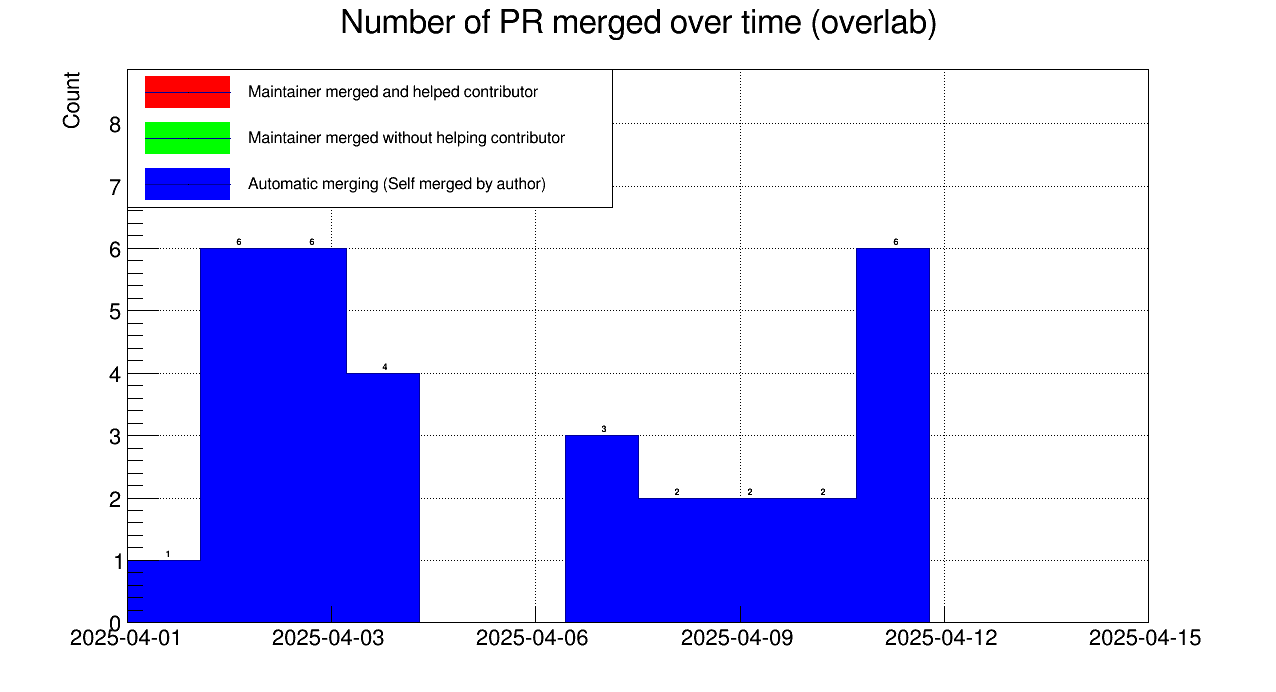 Number of PR merged over time (overlab)
Count
Maintainer merged and helped contributor
Maintainer merged without helping contributor
Automatic merging (Self merged by author)
8
7
6
5
4
3
2
1
0
6 6 6
4
3
2 2 2
1
2025-04-01 2025-04-03 2025-04-06 2025-04-09 2025-04-12 2025-04-15